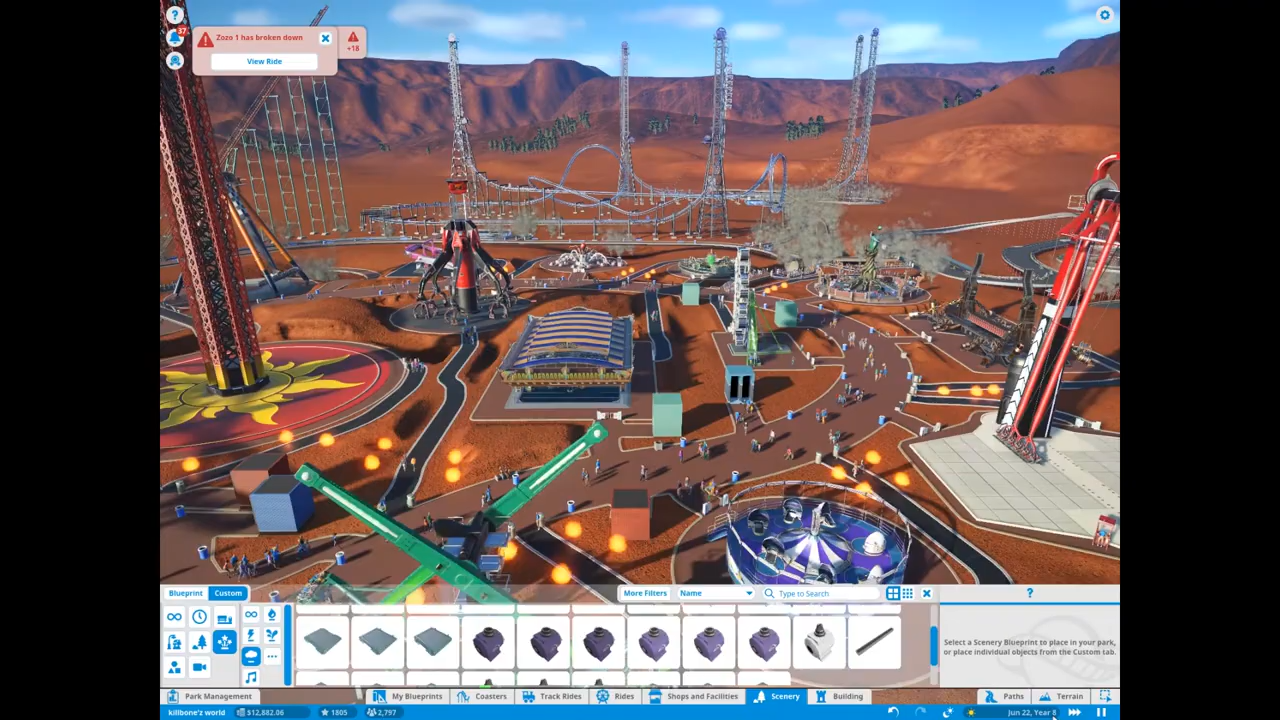 37
Zozo 1 has broken down
+18
View Ride
Blueprint
Custom
More Filters
Name
Type to Search
?
Select a Scenery Blueprint to place in your park,
or place individual objects from the Custom tab.
Park Management
My Blueprints
Coasters
Track Rides
Rides
Shops and Facilities
Scenery
Building
Paths
Terrain
killbone'z world
$12,882.06
1805
2,797
Jun 22, Year 8